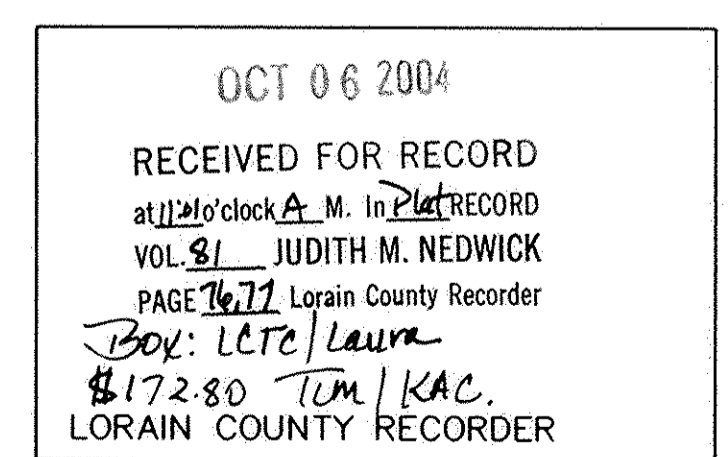 OCT 06 2004
RECEIVED FOR RECORD
at 11:01 o'clock A M. In Plat RECORD
VOL. 81 JUDITH M. NEDWICK
PAGE 76,77 Lorain County Recorder
Box: LCTC/Laura
$172.80 TLM/KAC.
LORAIN COUNTY RECORDER